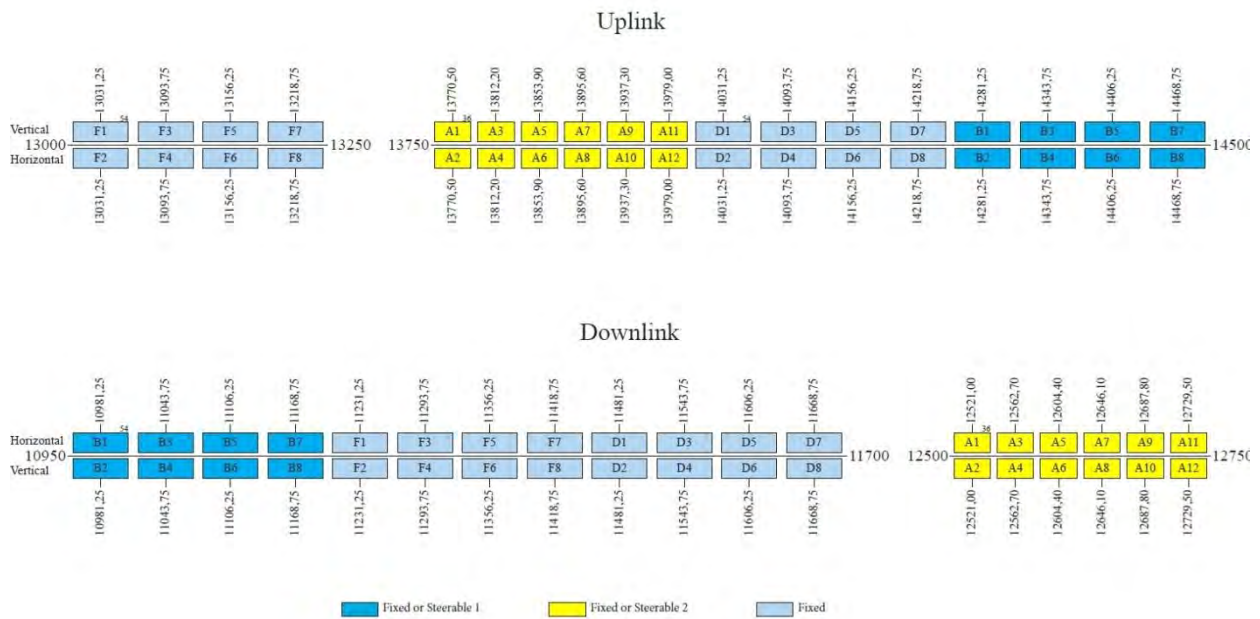 Uplink
13031,25 13093,75 13156,25 13218,75 13770,50 13812,20 13853,90 13895,60 13937,30 13979,00 14031,25 14093,75 14156,25 14218,75 14281,25 14343,75 14406,25 14468,75
54 36 54
Vertical F1 F3 F5 F7 A1 A3 A5 A7 A9 A11 D1 D3 D5 D7 B1 B3 B5 B7
13000 13250 13750 14500
Horizontal F2 F4 F6 F8 A2 A4 A6 A8 A10 A12 D2 D4 D6 D8 B2 B4 B6 B8
13031,25 13093,75 13156,25 13218,75 13770,50 13812,20 13853,90 13895,60 13937,30 13979,00 14031,25 14093,75 14156,25 14218,75 14281,25 14343,75 14406,25 14468,75
Downlink
10981,25 11043,75 11106,25 11168,75 11231,25 11293,75 11356,25 11418,75 11481,25 11543,75 11606,25 11668,75 12521,00 12562,70 12604,40 12646,10 12687,80 12729,50
54 36
Horizontal B1 B3 B5 B7 F1 F3 F5 F7 D1 D3 D5 D7 A1 A3 A5 A7 A9 A11
10950 11700 12500 12750
Vertical B2 B4 B6 B8 F2 F4 F6 F8 D2 D4 D6 D8 A2 A4 A6 A8 A10 A12
10981,25 11043,75 11106,25 11168,75 11231,25 11293,75 11356,25 11418,75 11481,25 11543,75 11606,25 11668,75 12521,00 12562,70 12604,40 12646,10 12687,80 12729,50
Fixed or Steerable 1 Fixed or Steerable 2 Fixed